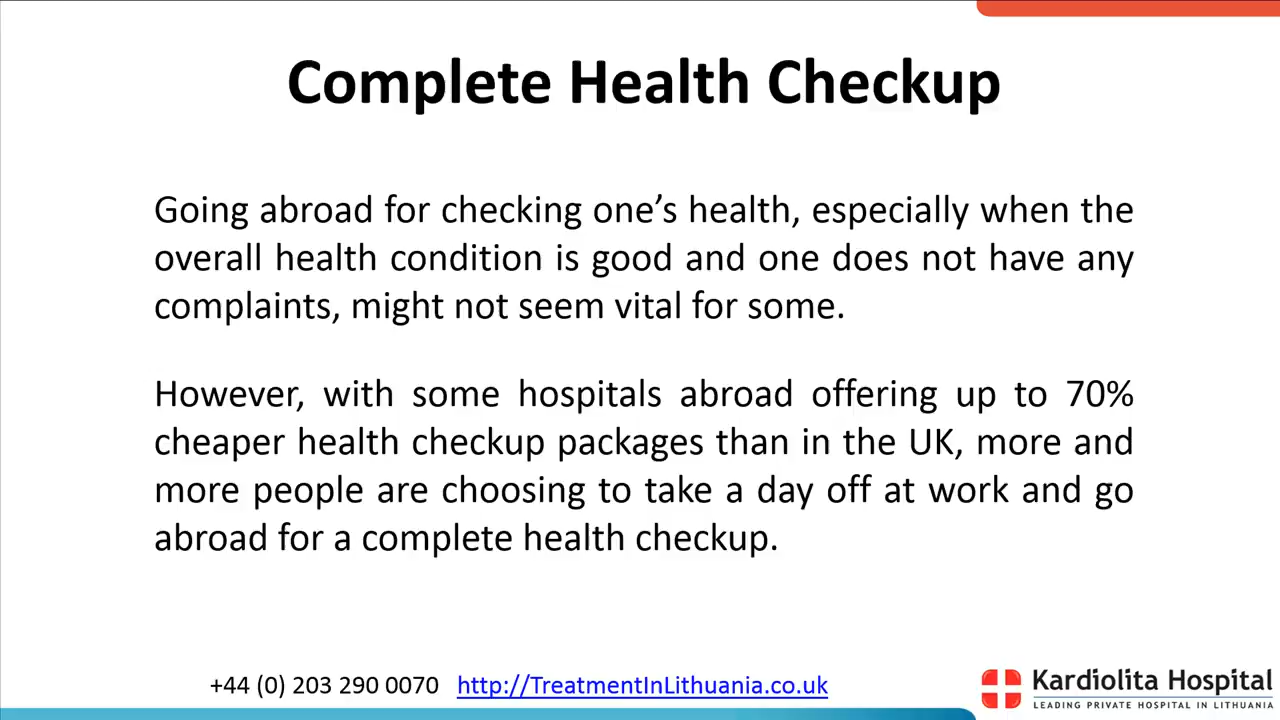 Complete Health Checkup
Going abroad for checking one’s health, especially when the
overall health condition is good and one does not have any
complaints, might not seem vital for some.
However, with some hospitals abroad offering up to 70%
cheaper health checkup packages than in the UK, more and
more people are choosing to take a day off at work and go
abroad for a complete health checkup.
+44 (0) 203 290 0070 http://TreatmentInLithuania.co.uk
Kardiolita Hospital
LEADING PRIVATE HOSPITAL IN LITHUANIA